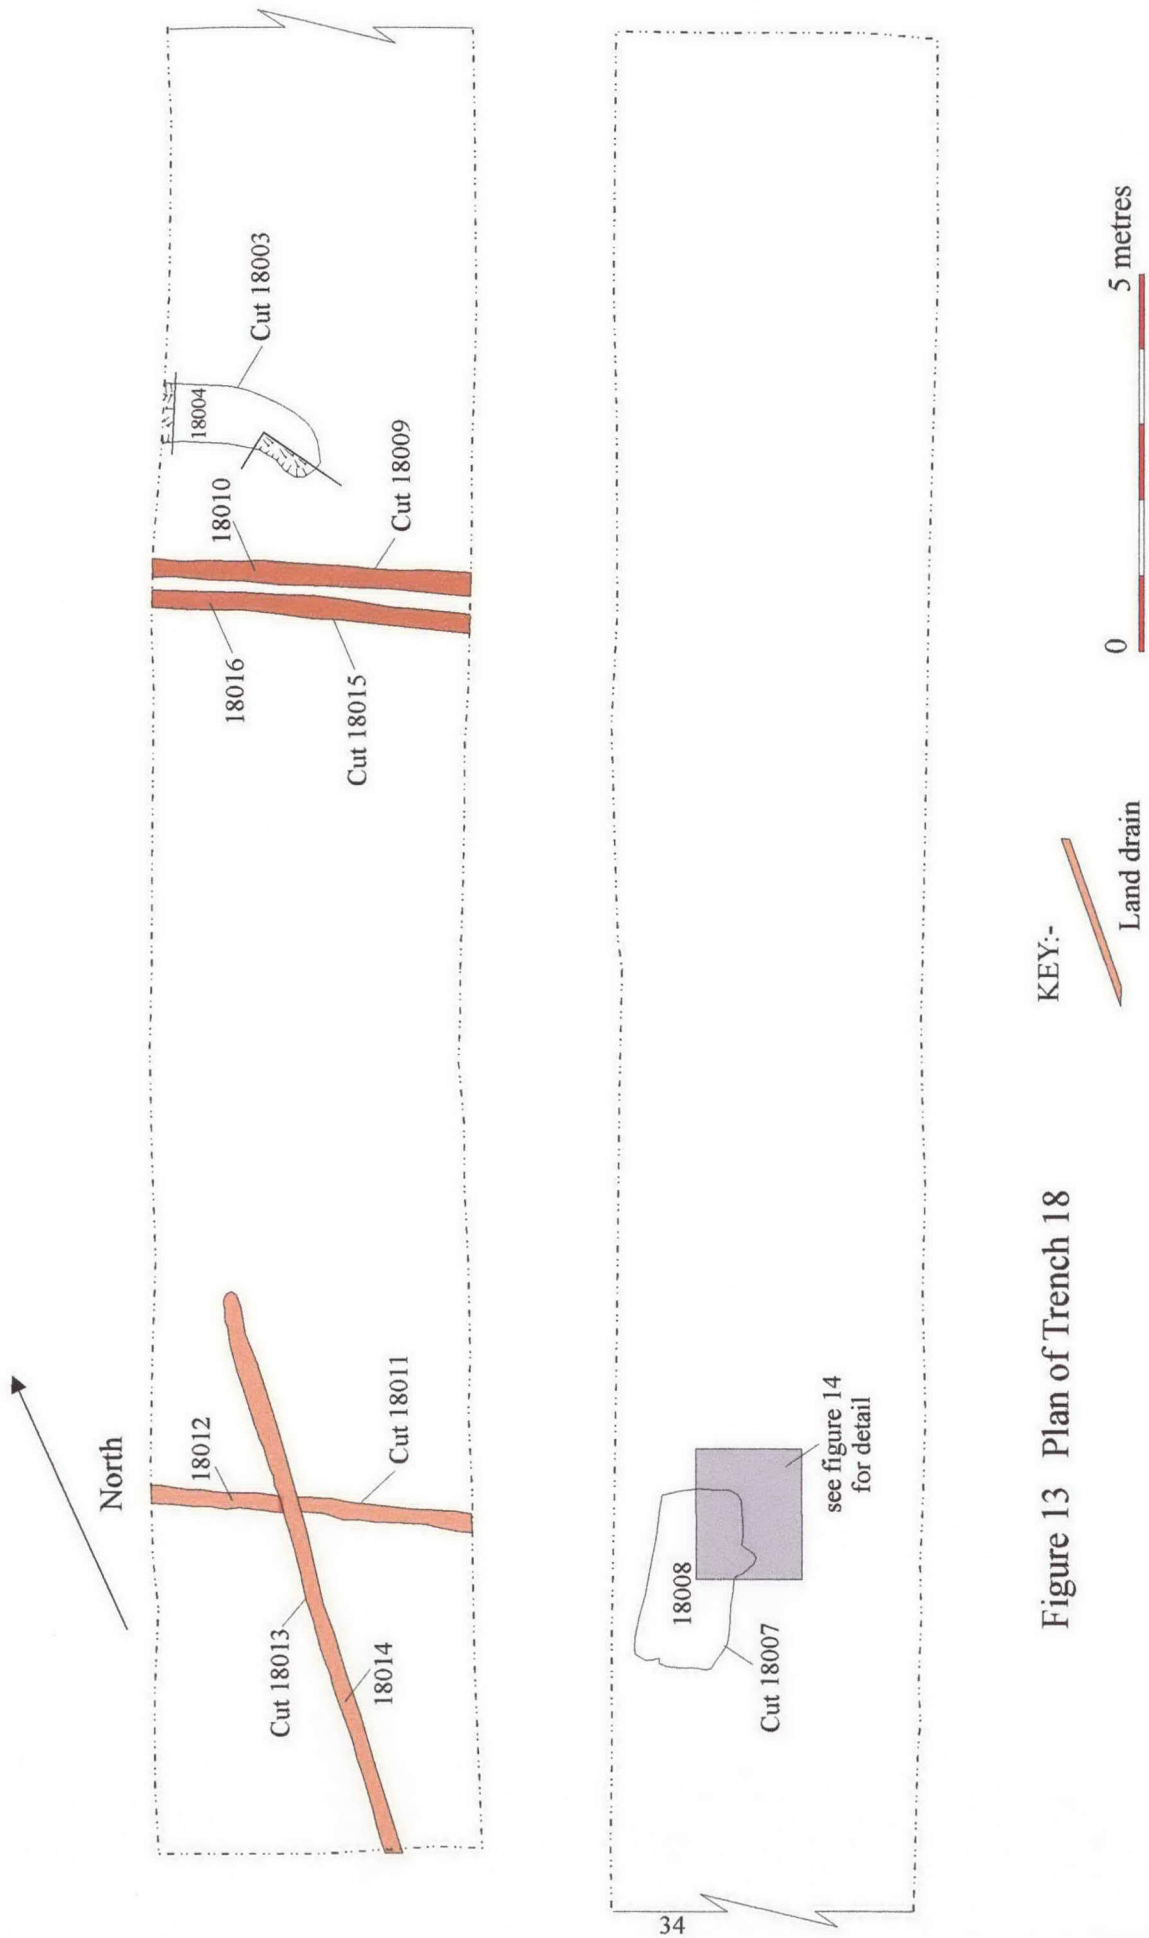 North
18012
Cut 18011
Cut 18013
18014
18016
Cut 18015
18010
Cut 18009
18004
Cut 18003
18008
Cut 18007
see figure 14
for detail
Figure 13 Plan of Trench 18
KEY:-
Land drain
0
5 metres
34